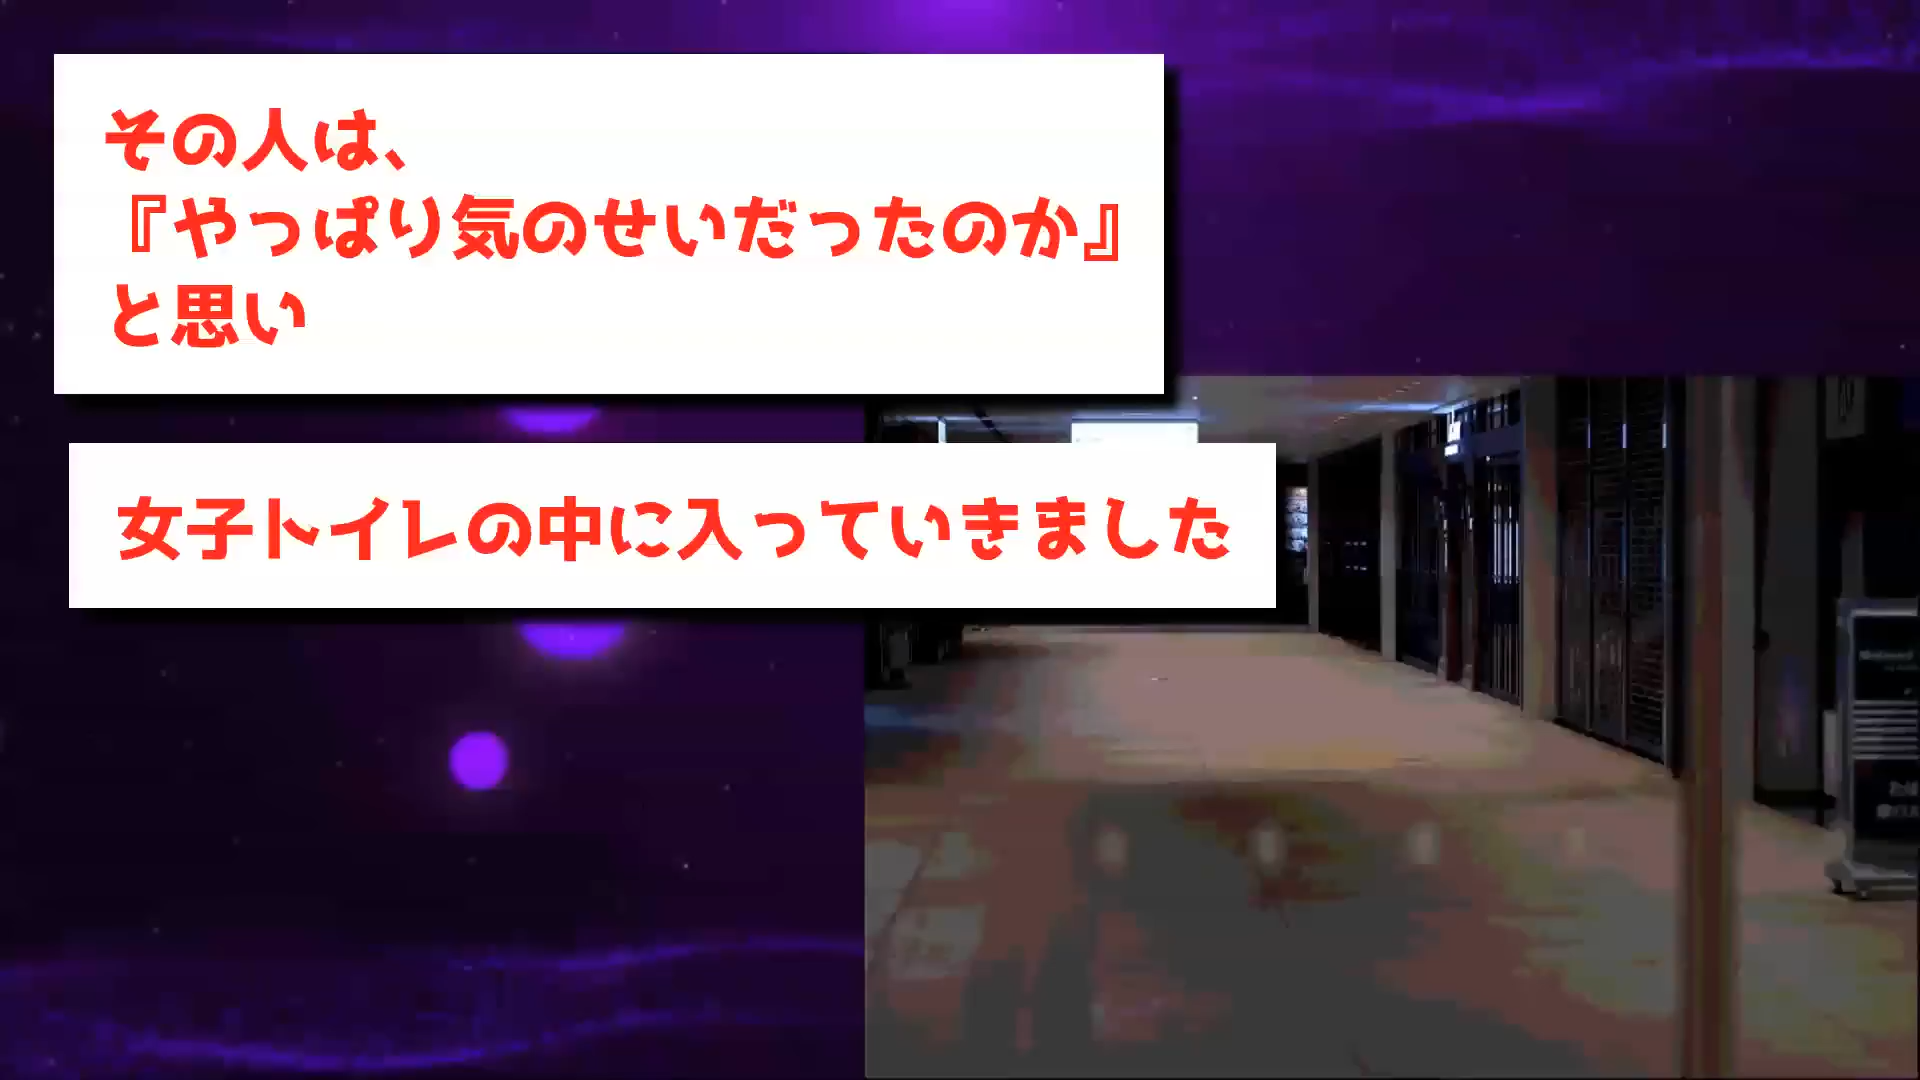 その人は、
『やっぱり気のせいだったのか』
と思い
女子トイレの中に入っていきました